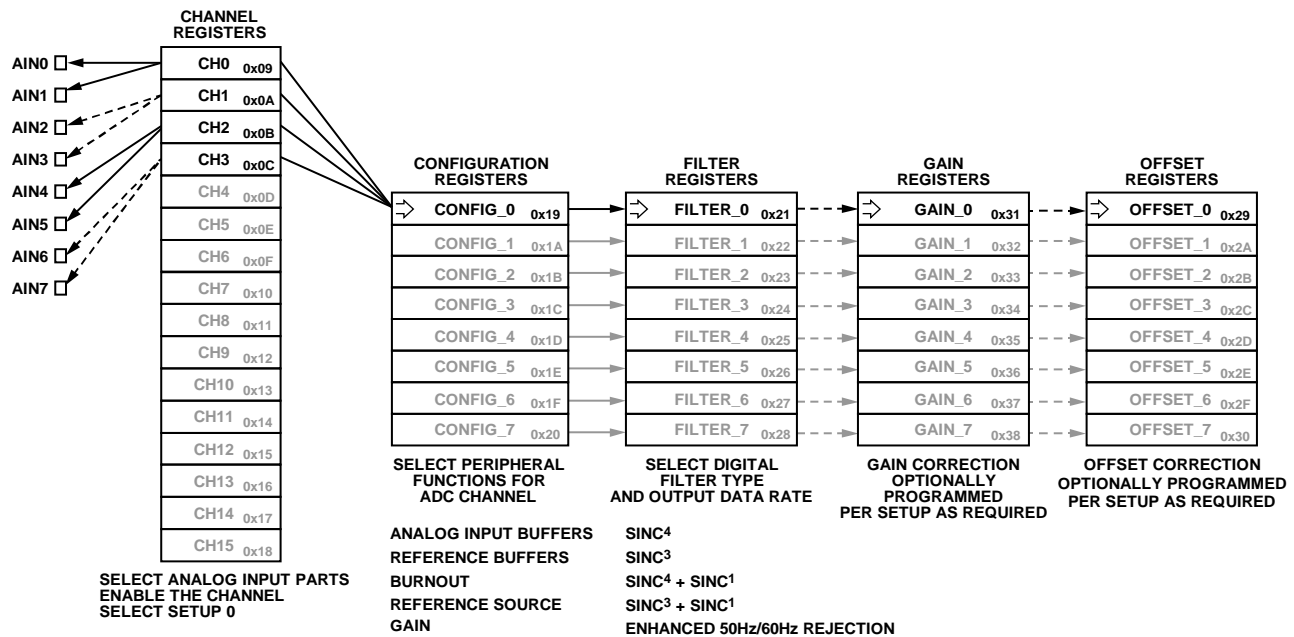 CHANNEL
REGISTERS
AIN0
AIN1
AIN2
AIN3
AIN4
AIN5
AIN6
AIN7
CH0 0x09
CH1 0x0A
CH2 0x0B
CH3 0x0C
CH4 0x0D
CH5 0x0E
CH6 0x0F
CH7 0x10
CH8 0x11
CH9 0x12
CH10 0x13
CH11 0x14
CH12 0x15
CH13 0x16
CH14 0x17
CH15 0x18
SELECT ANALOG INPUT PARTS
ENABLE THE CHANNEL
SELECT SETUP 0
CONFIGURATION
REGISTERS
CONFIG_0 0x19
CONFIG_1 0x1A
CONFIG_2 0x1B
CONFIG_3 0x1C
CONFIG_4 0x1D
CONFIG_5 0x1E
CONFIG_6 0x1F
CONFIG_7 0x20
SELECT PERIPHERAL
FUNCTIONS FOR
ADC CHANNEL
ANALOG INPUT BUFFERS
REFERENCE BUFFERS
BURNOUT
REFERENCE SOURCE
GAIN
FILTER
REGISTERS
FILTER_0 0x21
FILTER_1 0x22
FILTER_2 0x23
FILTER_3 0x24
FILTER_4 0x25
FILTER_5 0x26
FILTER_6 0x27
FILTER_7 0x28
SELECT DIGITAL
FILTER TYPE
AND OUTPUT DATA RATE
SINC⁴
SINC³
SINC⁴ + SINC¹
SINC³ + SINC¹
ENHANCED 50Hz/60Hz REJECTION
GAIN
REGISTERS
GAIN_0 0x31
GAIN_1 0x32
GAIN_2 0x33
GAIN_3 0x34
GAIN_4 0x35
GAIN_5 0x36
GAIN_6 0x37
GAIN_7 0x38
GAIN CORRECTION
OPTIONALLY
PROGRAMMED
PER SETUP AS REQUIRED
OFFSET
REGISTERS
OFFSET_0 0x29
OFFSET_1 0x2A
OFFSET_2 0x2B
OFFSET_3 0x2C
OFFSET_4 0x2D
OFFSET_5 0x2E
OFFSET_6 0x2F
OFFSET_7 0x30
OFFSET CORRECTION
OPTIONALLY PROGRAMMED
PER SETUP AS REQUIRED